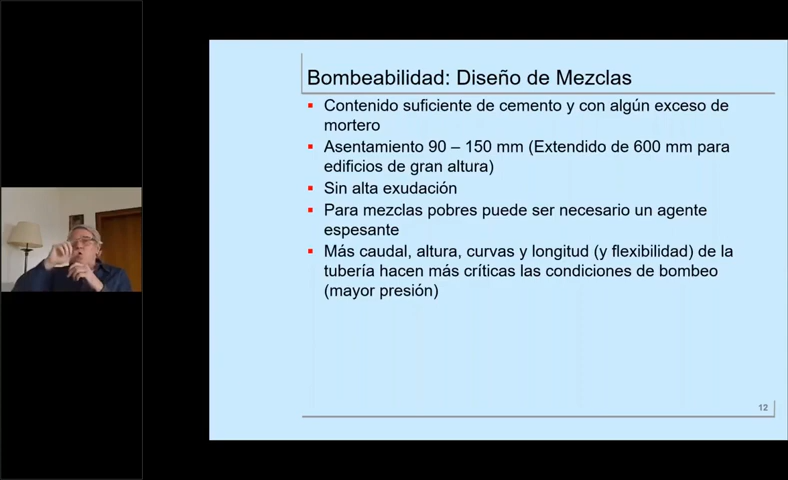 Bombeabilidad: Diseño de Mezclas
Contenido suficiente de cemento y con algún exceso de
mortero
Asentamiento 90 – 150 mm (Extendido de 600 mm para
edificios de gran altura)
Sin alta exudación
Para mezclas pobres puede ser necesario un agente
espesante
Más caudal, altura, curvas y longitud (y flexibilidad) de la
tubería hacen más críticas las condiciones de bombeo
(mayor presión)
12